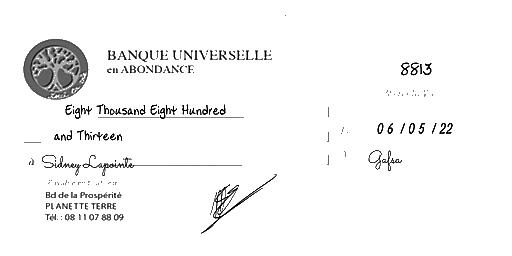 BANQUE UNIVERSELLE
en ABONDANCE
8813
Eight Thousand Eight Hundred
and Thirteen
06/05/22
à Sidney Lapointe
Gafsa
Bd de la Prospérité
PLANETTE TERRE
Tél. : 08 11 07 88 09